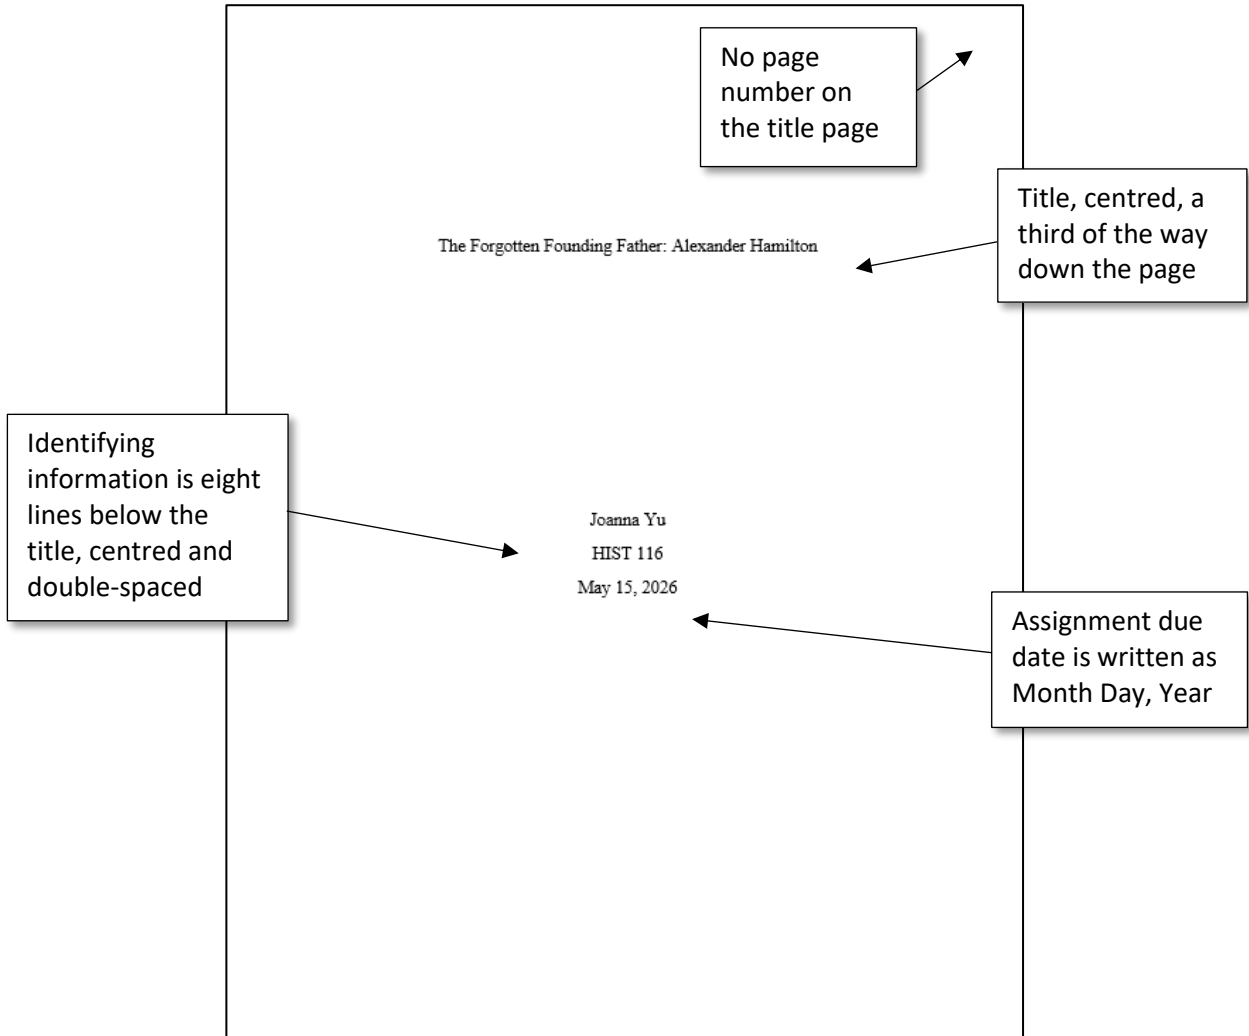 No page
number on
the title page
Title, centred, a
third of the way
down the page
The Forgotten Founding Father: Alexander Hamilton
Identifying
information is eight
lines below the
title, centred and
double-spaced
Joanna Yu
HIST 116
May 15, 2026
Assignment due
date is written as
Month Day, Year